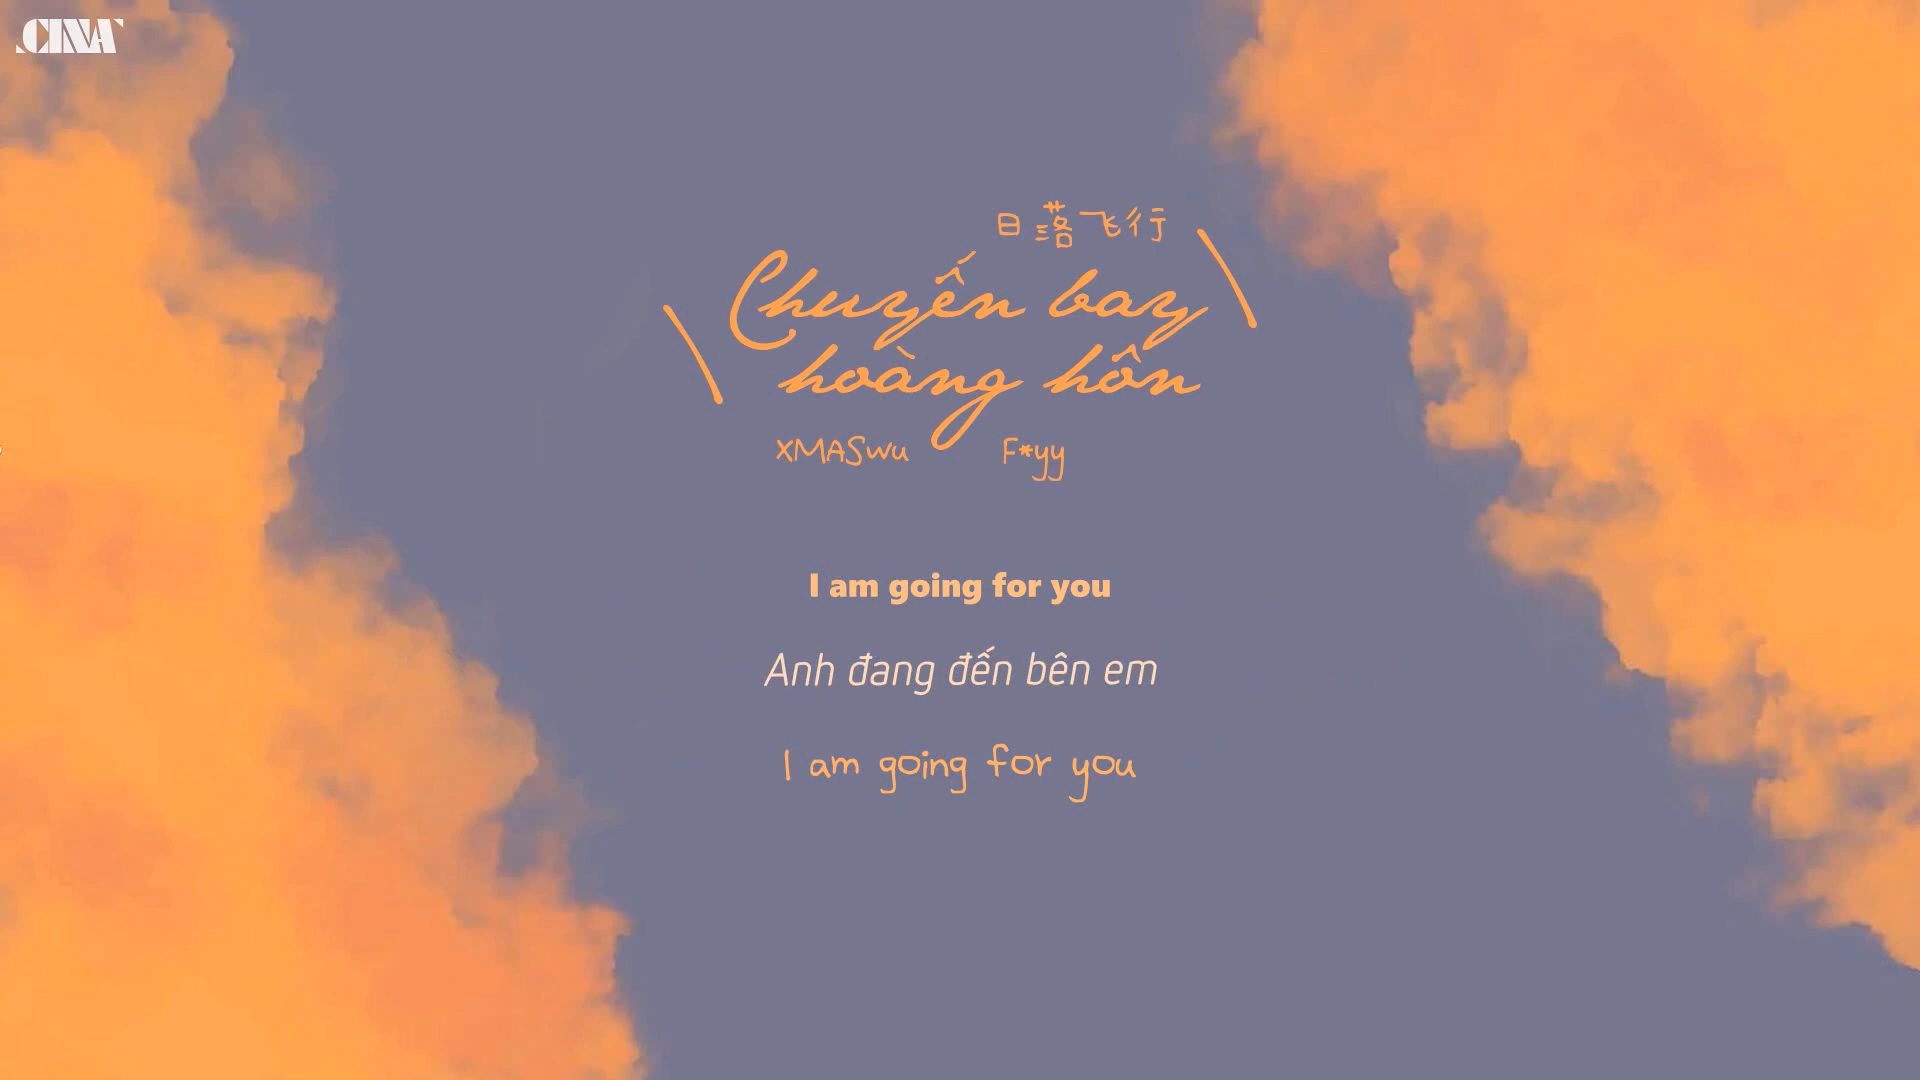 CINA
日落飞行
Chuyến bay
hoàng hôn
XMASwu F*yy
I am going for you
Anh đang đến bên em
I am going for you